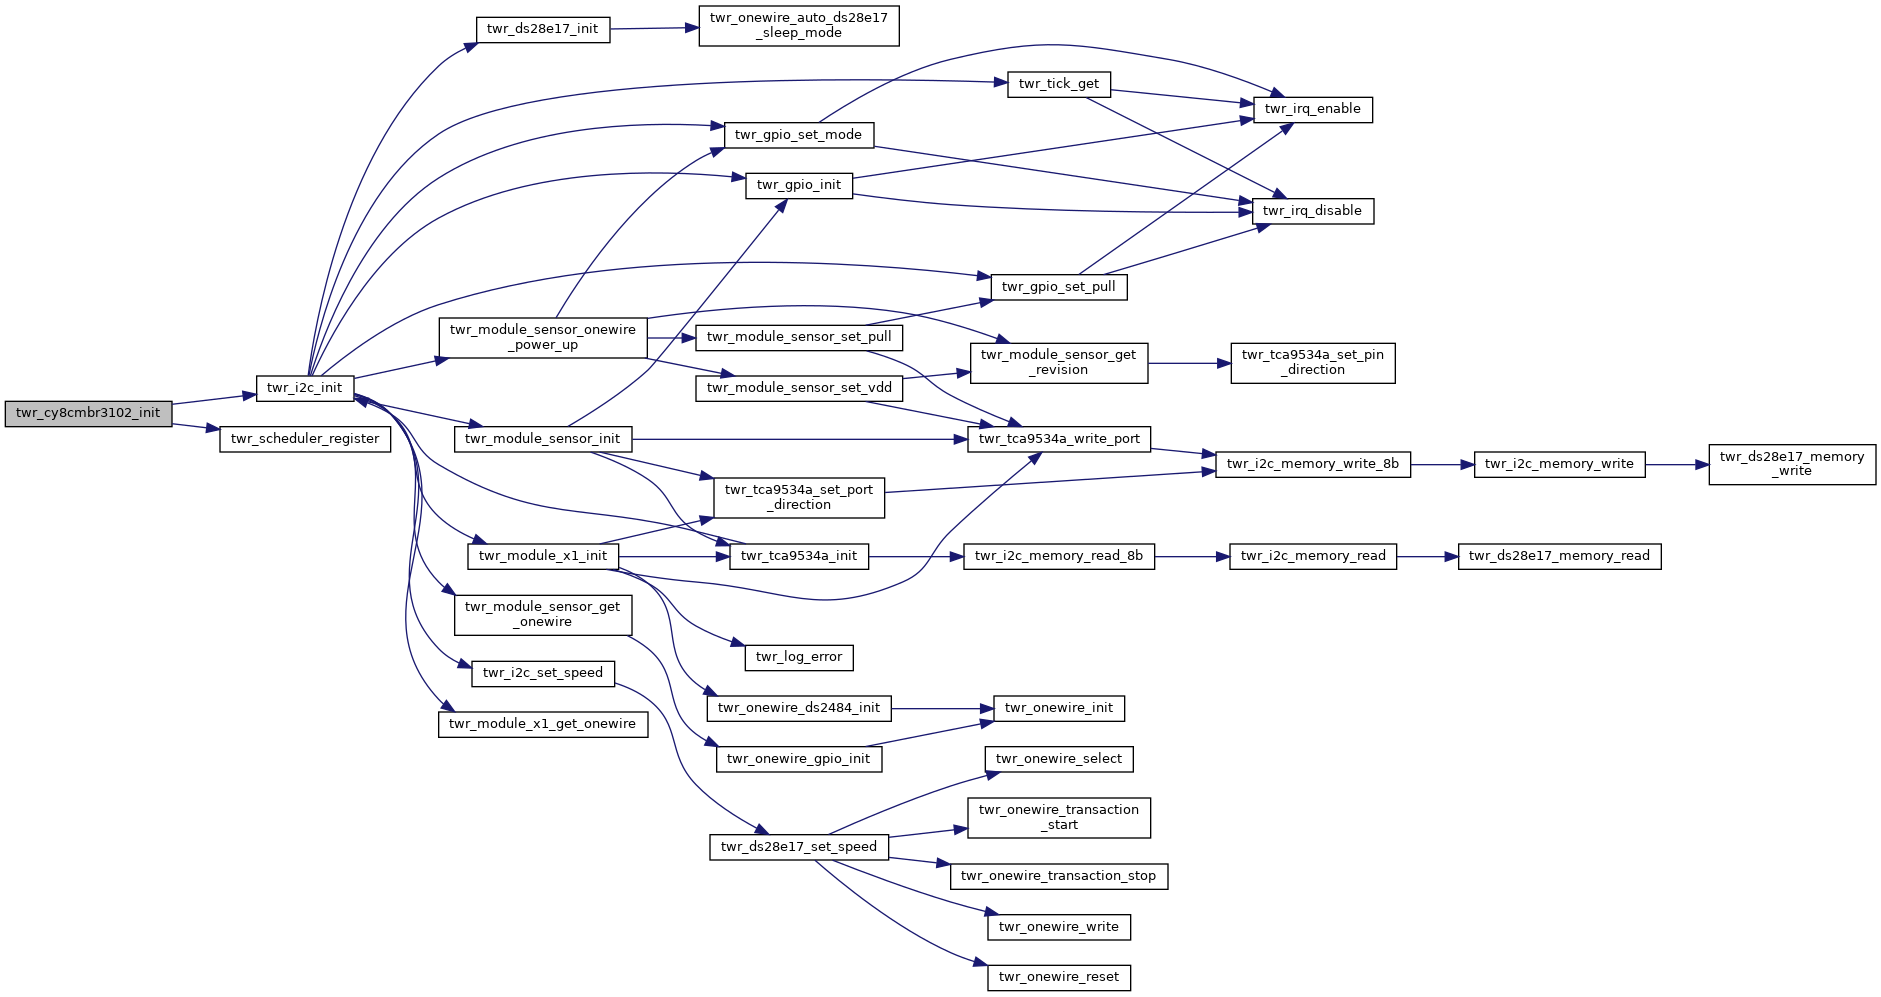 twr_ds28e17_init
twr_onewire_auto_ds28e17
_sleep_mode
twr_tick_get
twr_irq_enable
twr_gpio_set_mode
twr_gpio_init
twr_irq_disable
twr_gpio_set_pull
twr_module_sensor_onewire
_power_up
twr_module_sensor_set_pull
twr_module_sensor_get
_revision
twr_tca9534a_set_pin
_direction
twr_i2c_init
twr_module_sensor_set_vdd
twr_cy8cmbr3102_init
twr_scheduler_register
twr_module_sensor_init
twr_tca9534a_write_port
twr_i2c_memory_write_8b
twr_i2c_memory_write
twr_ds28e17_memory
_write
twr_tca9534a_set_port
_direction
twr_module_x1_init
twr_tca9534a_init
twr_i2c_memory_read_8b
twr_i2c_memory_read
twr_ds28e17_memory_read
twr_module_sensor_get
_onewire
twr_log_error
twr_i2c_set_speed
twr_onewire_ds2484_init
twr_onewire_init
twr_module_x1_get_onewire
twr_onewire_gpio_init
twr_onewire_select
twr_onewire_transaction
_start
twr_ds28e17_set_speed
twr_onewire_transaction_stop
twr_onewire_write
twr_onewire_reset